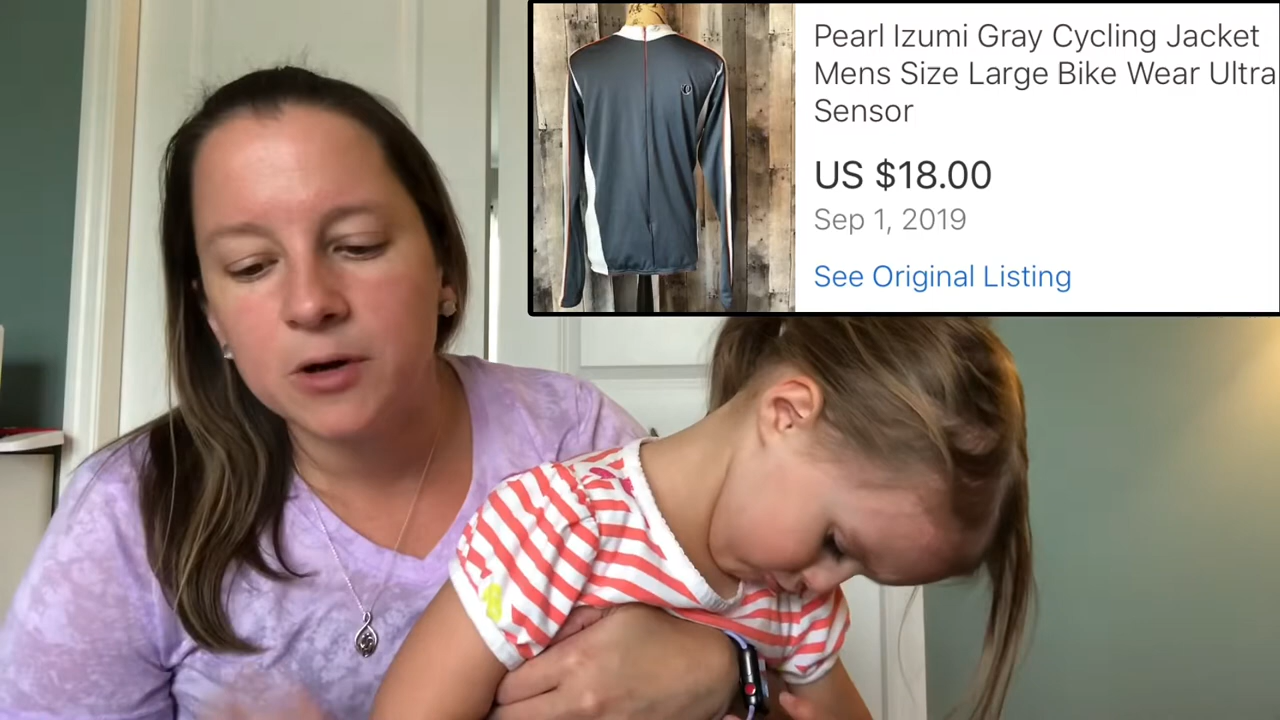 Pearl Izumi Gray Cycling Jacket
Mens Size Large Bike Wear Ultra
Sensor
US $18.00
Sep 1, 2019
See Original Listing